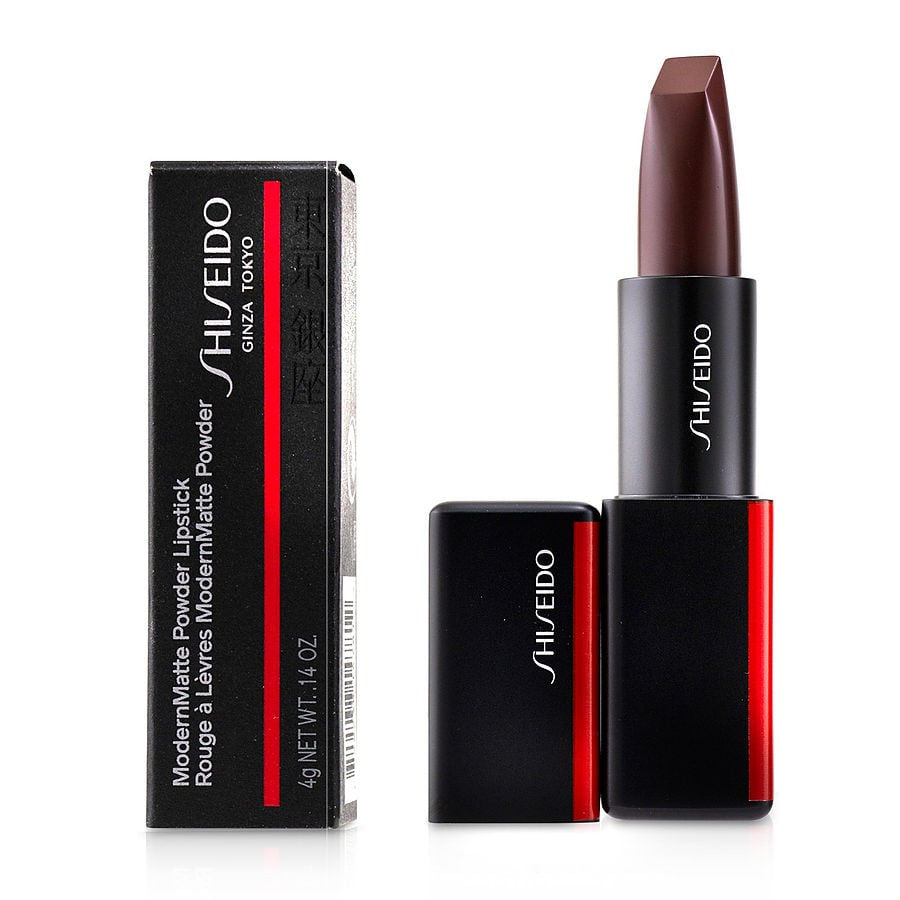 SHISEIDO
GINZA TOKYO
東京 銀座
ModernMatte Powder Lipstick
Rouge à Lèvres ModernMatte Powder
4g NET WT. .14 OZ.
SHISEIDO
SHISEIDO